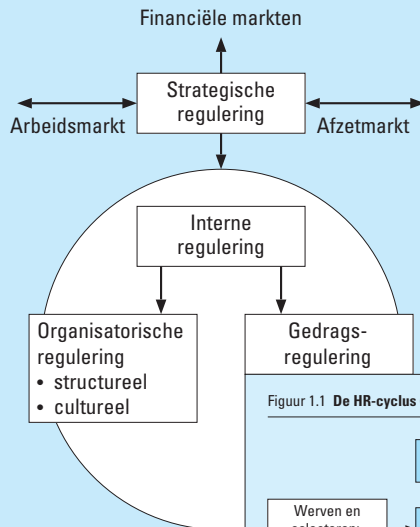 Financiële markten
Strategische
regulering
Arbeidsmarkt
Afzetmarkt
Interne
regulering
Organisatorische
regulering
• structureel
• cultureel
Gedrags-
regulering
Figuur 1.1 De HR-cyclus
Werven en